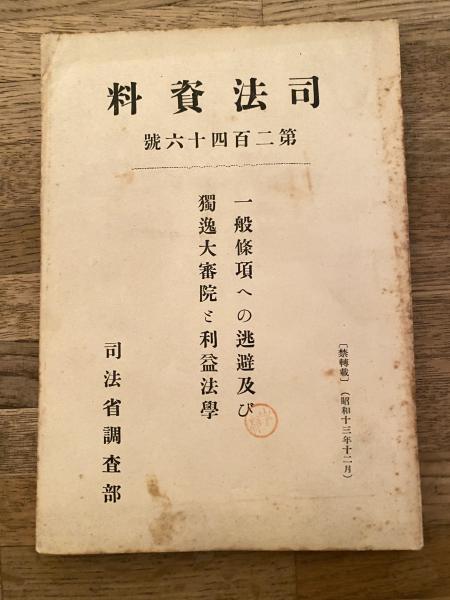 司法資料
第二百四十六號
一般條項への逃避及び
獨逸大審院と利益法學
〔禁轉載〕（昭和十三年十二月）
司法省調査部